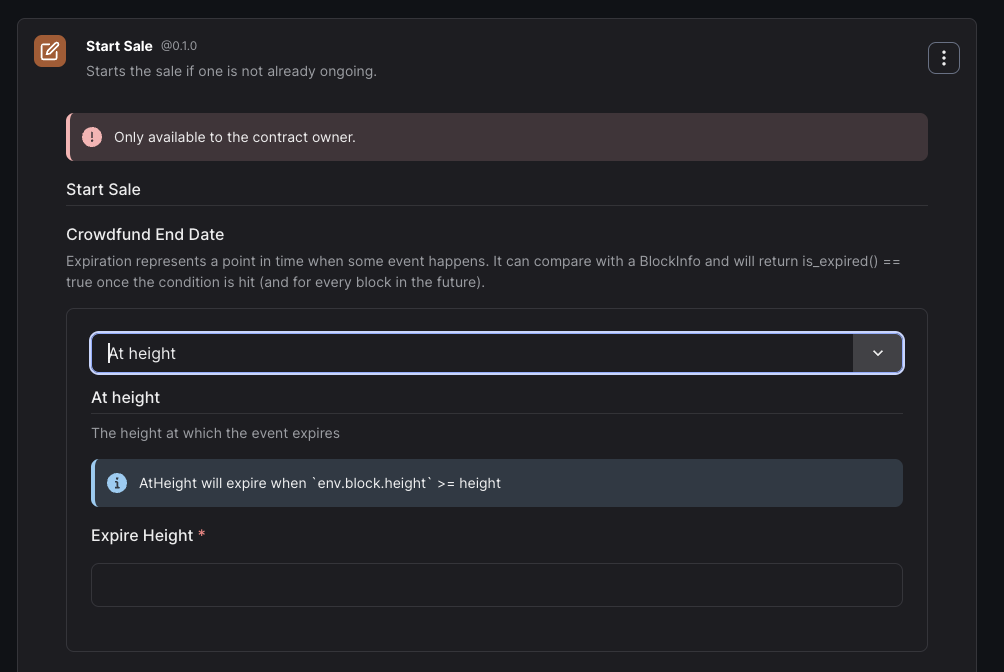 Start Sale @0.1.0
Starts the sale if one is not already ongoing.
Only available to the contract owner.
Start Sale
Crowdfund End Date
Expiration represents a point in time when some event happens. It can compare with a BlockInfo and will return is_expired() ==
true once the condition is hit (and for every block in the future).
At height
At height
The height at which the event expires
AtHeight will expire when `env.block.height` >= height
Expire Height *